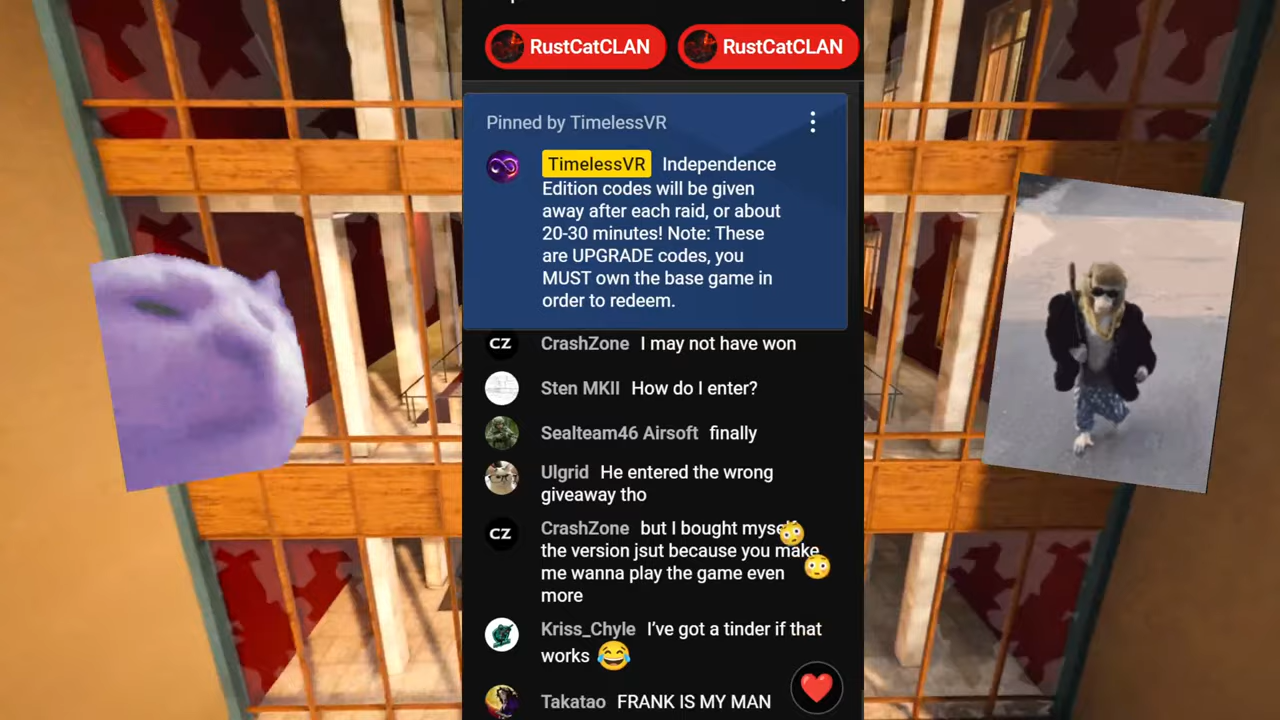 RustCatCLAN RustCatCLAN
Pinned by TimelessVR
TimelessVR Independence
Edition codes will be given
away after each raid, or about
20-30 minutes! Note: These
are UPGRADE codes, you
MUST own the base game in
order to redeem.
CZ CrashZone I may not have won
Sten MKII How do I enter?
Sealteam46 Airsoft finally
Ulgrid He entered the wrong
giveaway tho
CZ CrashZone but I bought myself
the version jsut because you make
me wanna play the game even
more
Kriss_Chyle I've got a tinder if that
works 😂
Takatao FRANK IS MY MAN